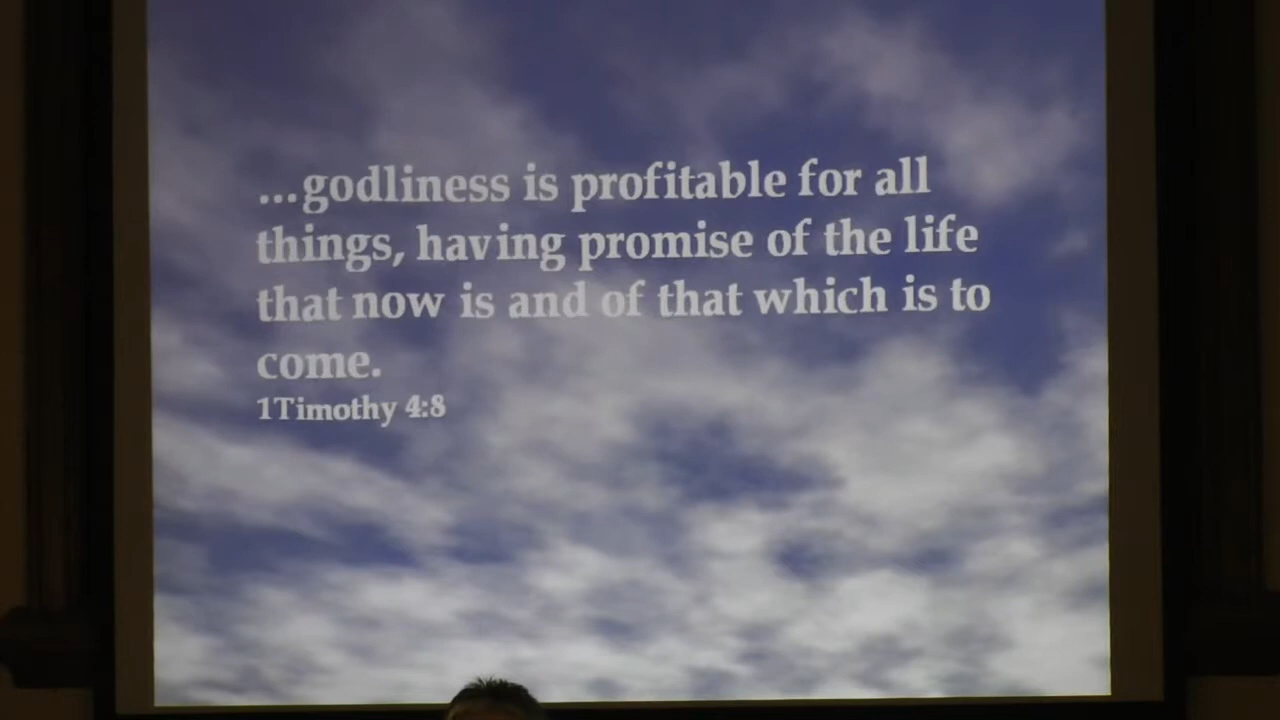 ...godliness is profitable for all
things, having promise of the life
that now is and of that which is to
come.
1Timothy 4:8